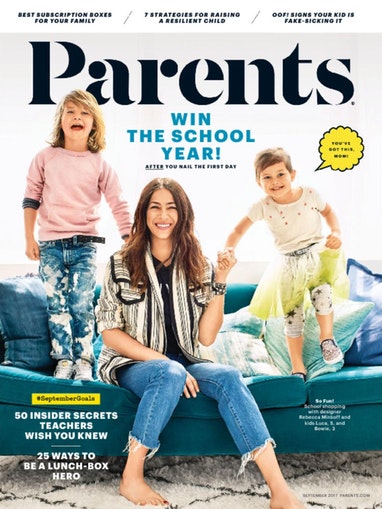 BEST SUBSCRIPTION BOXES
FOR YOUR FAMILY
7 STRATEGIES FOR RAISING
A RESILIENT CHILD
OOF! SIGNS YOUR KID IS
FAKE-SICKING IT
Parents®
WIN
THE SCHOOL
YEAR!
AFTER YOU NAIL THE FIRST DAY
YOU'VE
GOT THIS,
MOM!
#SeptemberGoals
50 INSIDER SECRETS
TEACHERS
WISH YOU KNEW
25 WAYS TO
BE A LUNCH-BOX
HERO
So Fun!
School shopping
with designer
Rebecca Minkoff and
kids Luca, 5, and
Bowie, 3
SEPTEMBER 2017 PARENTS.COM